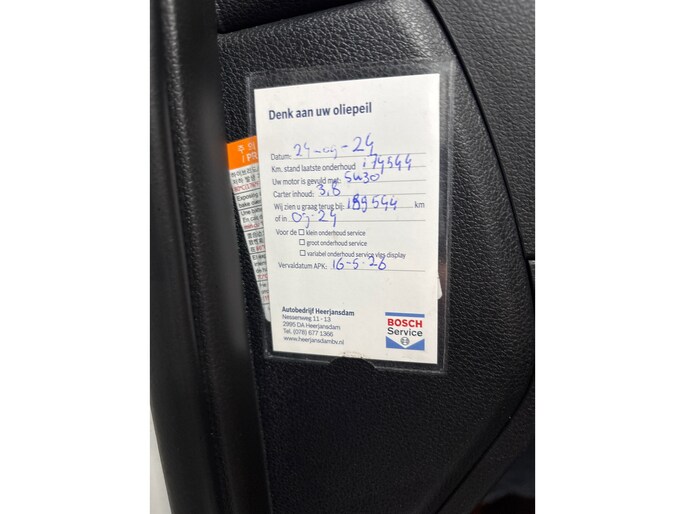 Denk aan uw oliepeil
Datum: 24-09-24
Km. stand laatste onderhoud 174544
Uw motor is gevuld met: 5w30
Carter inhoud: 3.8
Wij zien u graag terug bij: 189544 km
of in 09-24
Voor de klein onderhoud service
groot onderhoud service
variabel onderhoud service vlgs display
Vervaldatum APK: 16-5-26
Autobedrijf Heerjansdam
Nesserweg 11 - 13
2995 DA Heerjansdam
Tel. (078) 677 1366
www.heerjansdambv.nl
BOSCH
Service